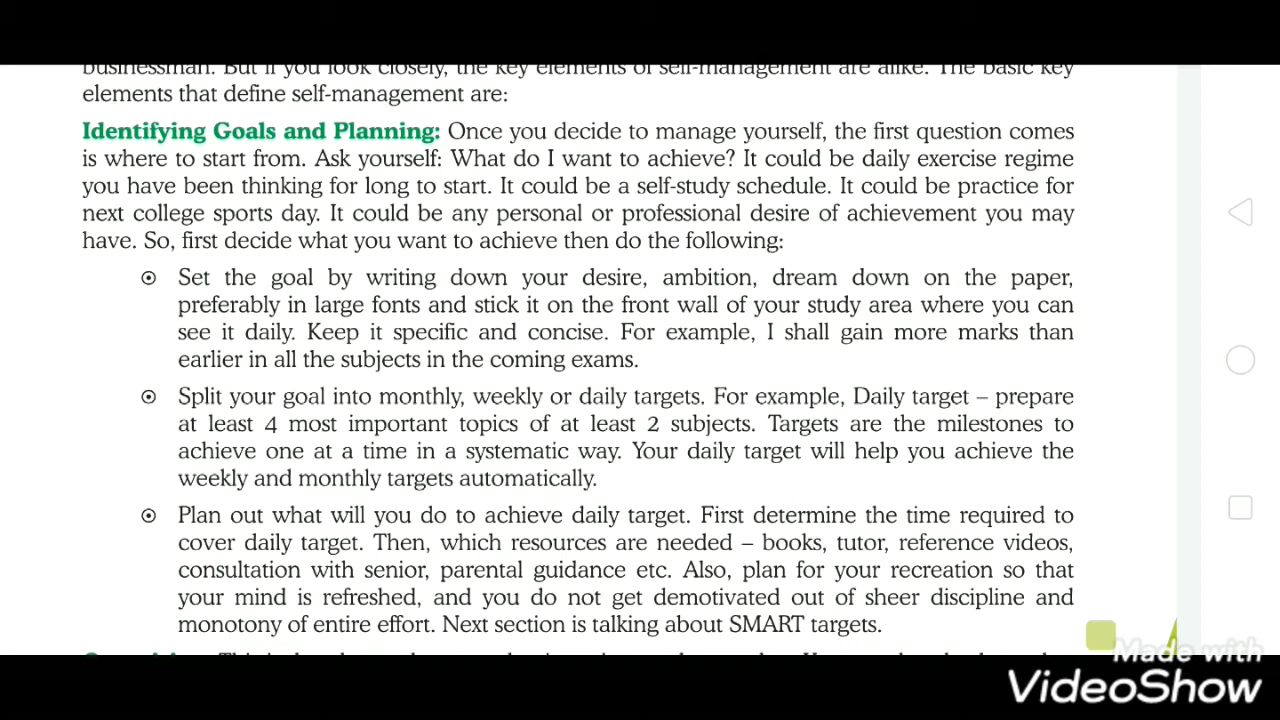 businessman. But if you look closely, the key elements of self-management are alike. The basic key
elements that define self-management are:
Identifying Goals and Planning: Once you decide to manage yourself, the first question comes
is where to start from. Ask yourself: What do I want to achieve? It could be daily exercise regime
you have been thinking for long to start. It could be a self-study schedule. It could be practice for
next college sports day. It could be any personal or professional desire of achievement you may
have. So, first decide what you want to achieve then do the following:
Set the goal by writing down your desire, ambition, dream down on the paper,
preferably in large fonts and stick it on the front wall of your study area where you can
see it daily. Keep it specific and concise. For example, I shall gain more marks than
earlier in all the subjects in the coming exams.
Split your goal into monthly, weekly or daily targets. For example, Daily target – prepare
at least 4 most important topics of at least 2 subjects. Targets are the milestones to
achieve one at a time in a systematic way. Your daily target will help you achieve the
weekly and monthly targets automatically.
Plan out what will you do to achieve daily target. First determine the time required to
cover daily target. Then, which resources are needed – books, tutor, reference videos,
consultation with senior, parental guidance etc. Also, plan for your recreation so that
your mind is refreshed, and you do not get demotivated out of sheer discipline and
monotony of entire effort. Next section is talking about SMART targets.
Made with
VideoShow